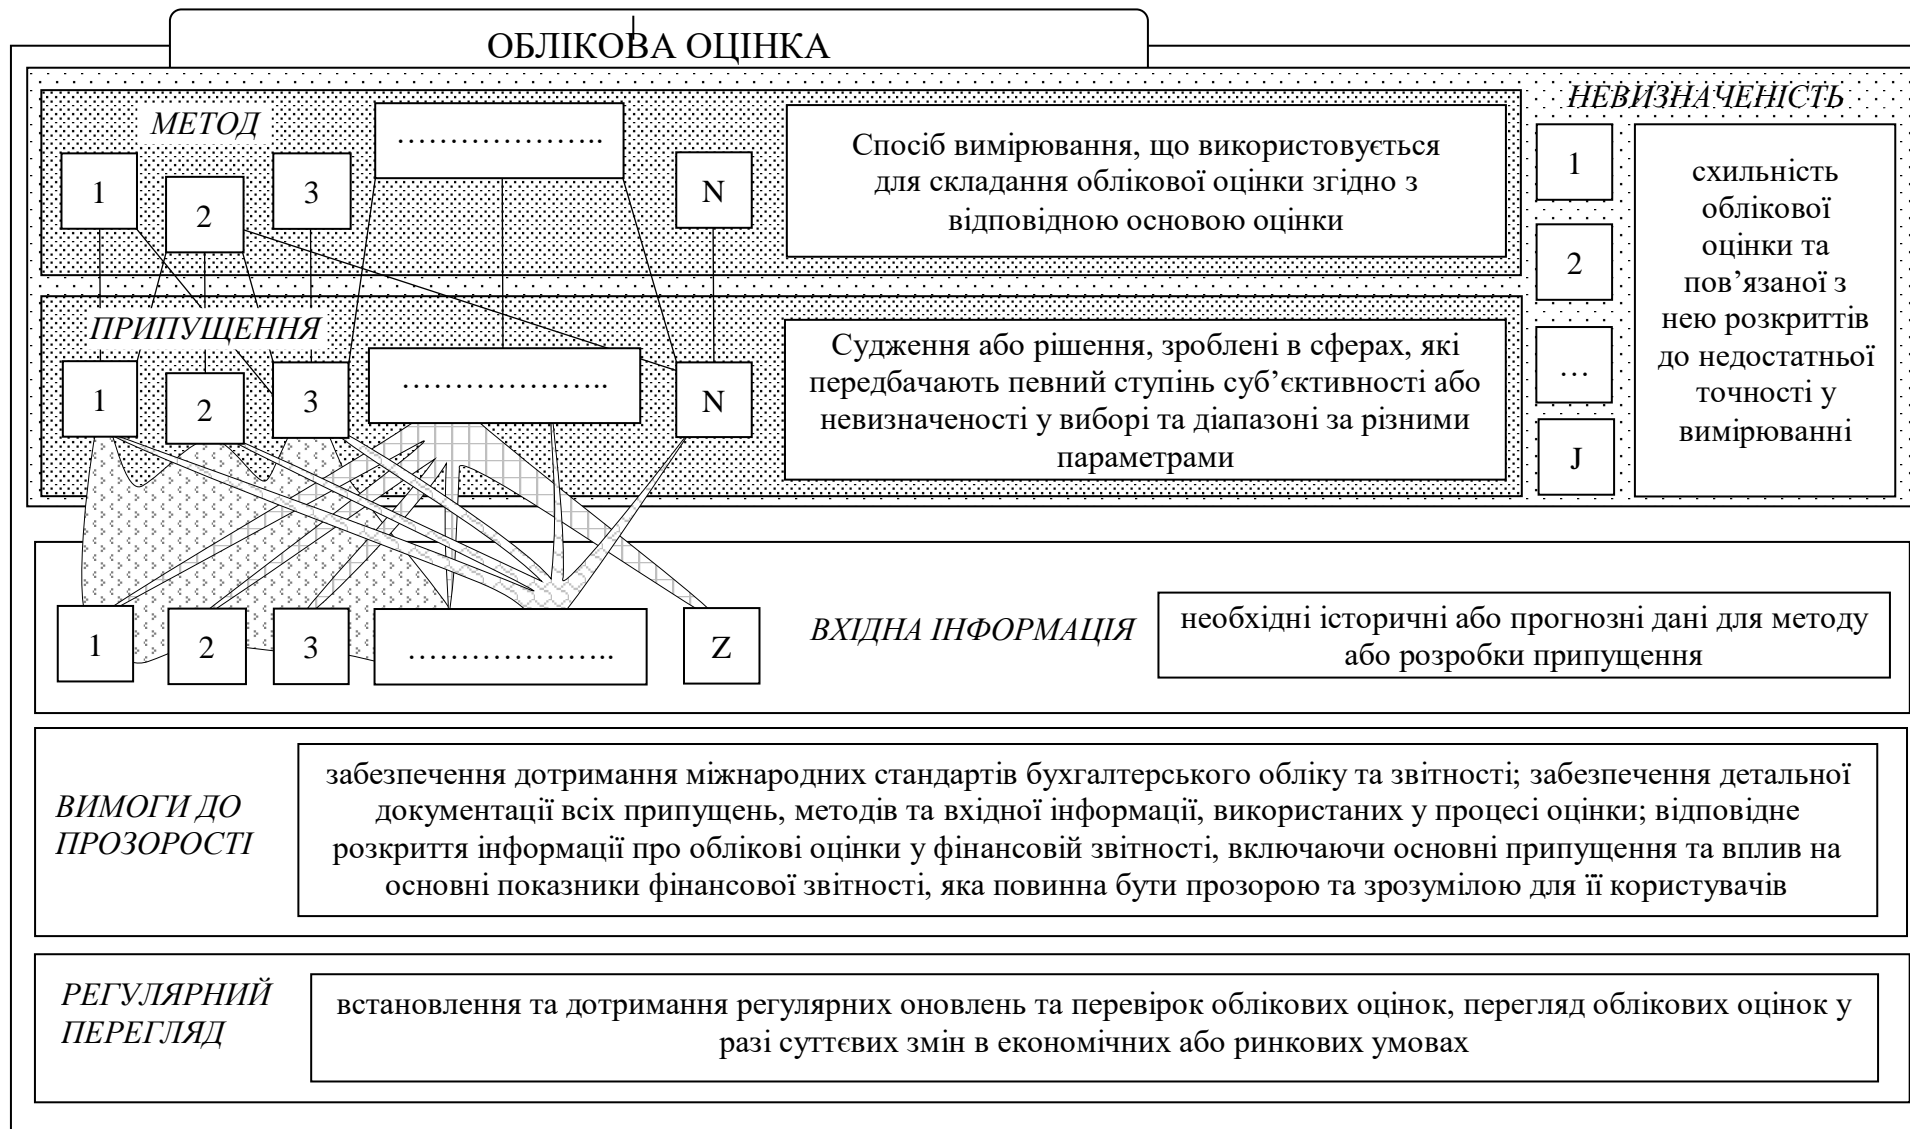 ОБЛІКОВА ОЦІНКА
МЕТОД
1
2
3
…………………..
N
Спосіб вимірювання, що використовується
для складання облікової оцінки згідно з
відповідною основою оцінки
ПРИПУЩЕННЯ
1
2
3
…………………..
N
Судження або рішення, зроблені в сферах, які
передбачають певний ступінь суб’єктивності або
невизначеності у виборі та діапазоні за різними
параметрами
НЕВИЗНАЧЕНІСТЬ
1
2
…
J
схильність
облікової
оцінки та
пов’язаної з
нею розкриттів
до недостатньої
точності у
вимірюванні
1
2
3
…………………..
Z
ВХІДНА ІНФОРМАЦІЯ
необхідні історичні або прогнозні дані для методу
або розробки припущення
ВИМОГИ ДО
ПРОЗОРОСТІ
забезпечення дотримання міжнародних стандартів бухгалтерського обліку та звітності; забезпечення детальної
документації всіх припущень, методів та вхідної інформації, використаних у процесі оцінки; відповідне
розкриття інформації про облікові оцінки у фінансовій звітності, включаючи основні припущення та вплив на
основні показники фінансової звітності, яка повинна бути прозорою та зрозумілою для її користувачів
РЕГУЛЯРНИЙ
ПЕРЕГЛЯД
встановлення та дотримання регулярних оновлень та перевірок облікових оцінок, перегляд облікових оцінок у
разі суттєвих змін в економічних або ринкових умовах